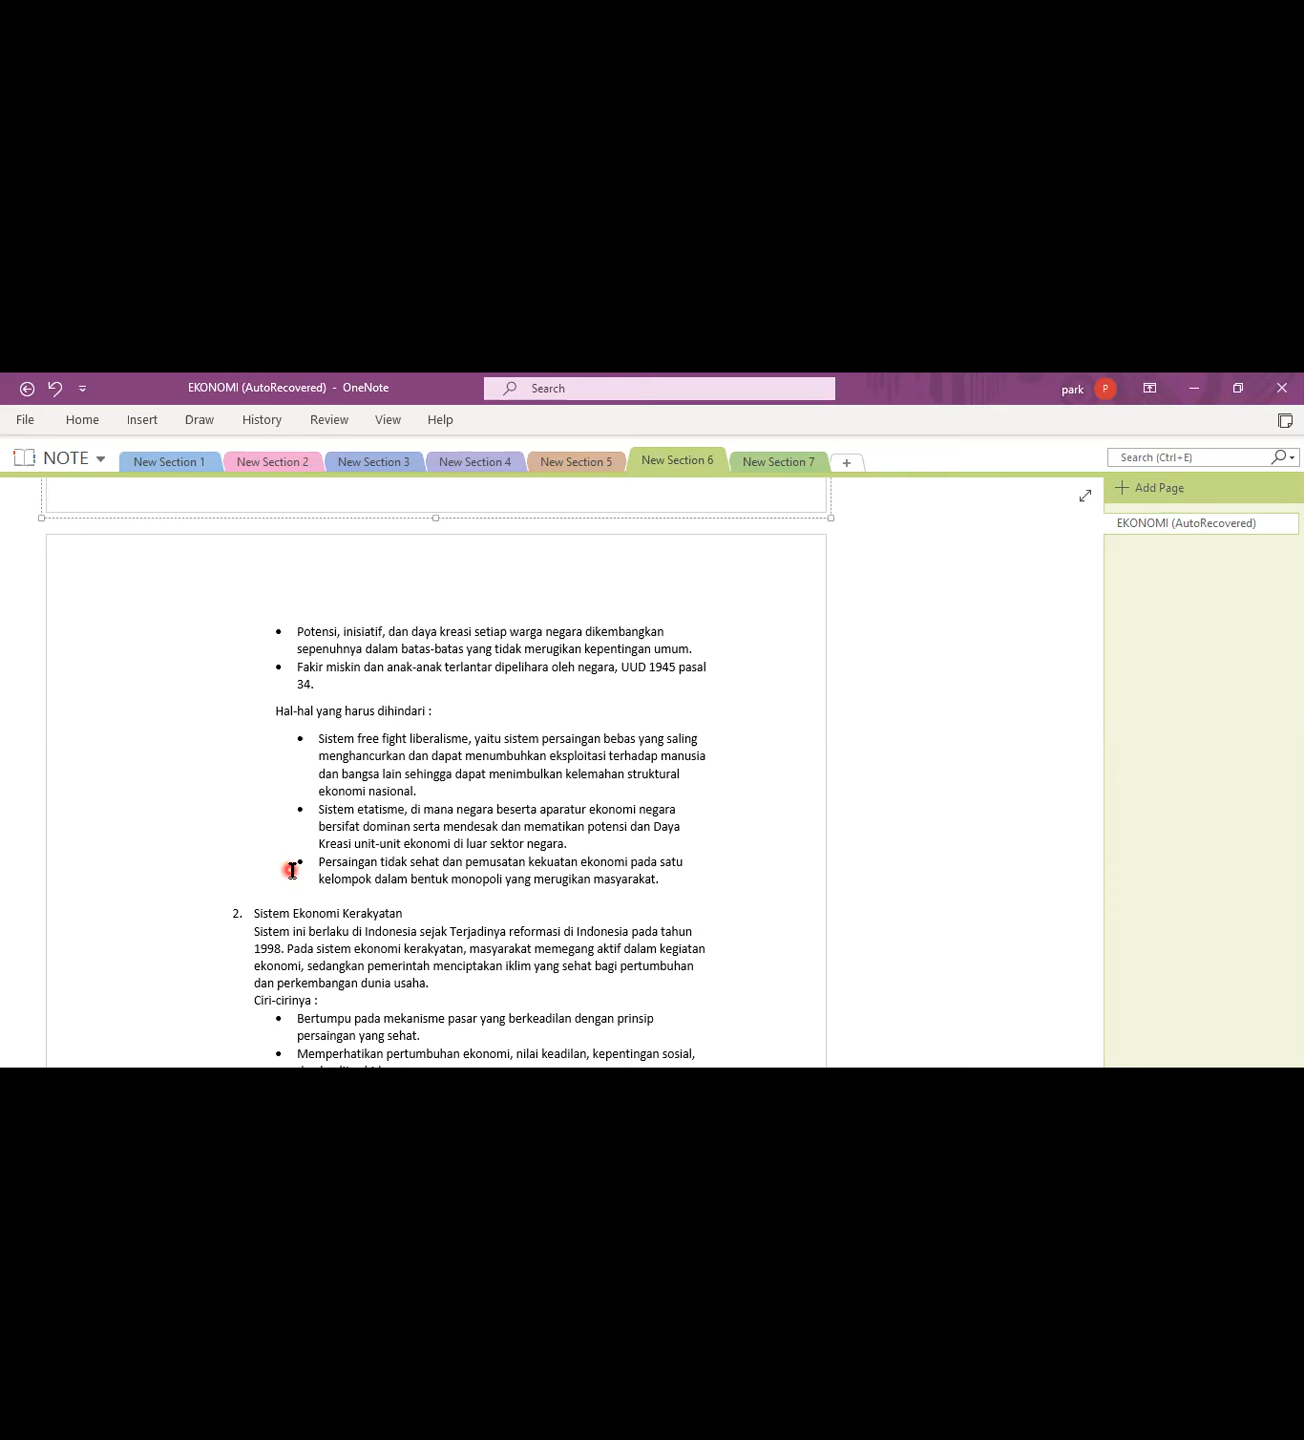 EKONOMI (AutoRecovered) - OneNote
Search
park
P
File Home Insert Draw History Review View Help
NOTE
New Section 1 New Section 2 New Section 3 New Section 4 New Section 5 New Section 6 New Section 7 +
Search (Ctrl+E)
Add Page
EKONOMI (AutoRecovered)
• Potensi, inisiatif, dan daya kreasi setiap warga negara dikembangkan
sepenuhnya dalam batas-batas yang tidak merugikan kepentingan umum.
• Fakir miskin dan anak-anak terlantar dipelihara oleh negara, UUD 1945 pasal
34.
Hal-hal yang harus dihindari :
• Sistem free fight liberalisme, yaitu sistem persaingan bebas yang saling
menghancurkan dan dapat menumbuhkan eksploitasi terhadap manusia
dan bangsa lain sehingga dapat menimbulkan kelemahan struktural
ekonomi nasional.
• Sistem etatisme, di mana negara beserta aparatur ekonomi negara
bersifat dominan serta mendesak dan mematikan potensi dan Daya
Kreasi unit-unit ekonomi di luar sektor negara.
• Persaingan tidak sehat dan pemusatan kekuatan ekonomi pada satu
kelompok dalam bentuk monopoli yang merugikan masyarakat.
2. Sistem Ekonomi Kerakyatan
Sistem ini berlaku di Indonesia sejak Terjadinya reformasi di Indonesia pada tahun
1998. Pada sistem ekonomi kerakyatan, masyarakat memegang aktif dalam kegiatan
ekonomi, sedangkan pemerintah menciptakan iklim yang sehat bagi pertumbuhan
dan perkembangan dunia usaha.
Ciri-cirinya :
• Bertumpu pada mekanisme pasar yang berkeadilan dengan prinsip
persaingan yang sehat.
• Memperhatikan pertumbuhan ekonomi, nilai keadilan, kepentingan sosial,